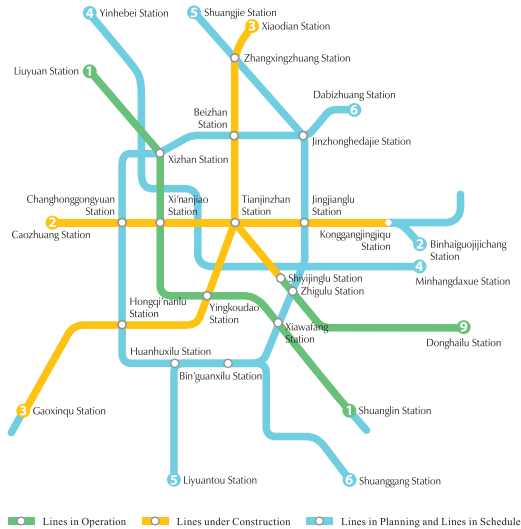 4 Yinhebei Station
5 Shuangjie Station
3 Xiaodian Station
Zhangxingzhuang Station
Liuyuan Station
1
Dabizhuang Station
6
Beizhan
Station
Jinzhonghedajie Station
Xizhan Station
Changhonggongyuan
Station
Xi'nanjiao
Station
Tianjinzhan
Station
Jingjianglu
Station
2
Caozhuang Station
Konggangjingjiqu
Station
2 Binhaiguojijichang
Station
4
Minhangdaxue Station
Shiyijinglu Station
Zhigulu Station
Hongqi'nanlu
Station
Yingkoudao
Station
Xiawafang
Station
9
Donghailu Station
Huanhuxilu Station
Bin'guanxilu Station
3 Gaoxinqu Station
1 Shuanglin Station
5 Liyuantou Station
6 Shuanggang Station
Lines in Operation
Lines under Construction
Lines in Planning and Lines in Schedule